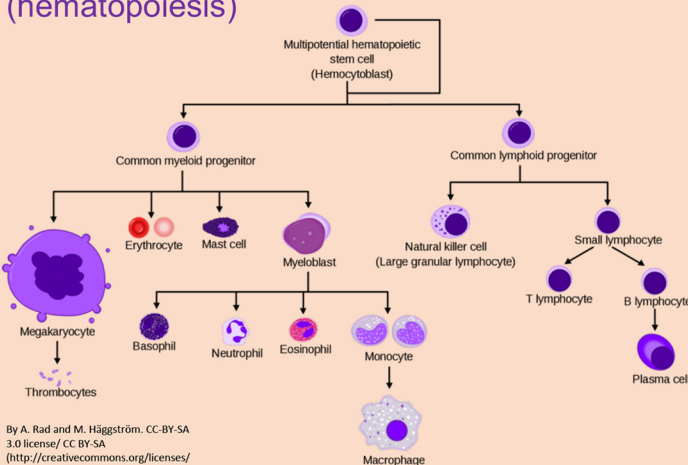 (hematopoiesis)
Multipotential hematopoietic
stem cell
(Hemocytoblast)
Common myeloid progenitor
Common lymphoid progenitor
Erythrocyte
Mast cell
Myeloblast
Natural killer cell
(Large granular lymphocyte)
Small lymphocyte
T lymphocyte
B lymphocyte
Megakaryocyte
Basophil
Neutrophil
Eosinophil
Monocyte
Plasma cell
Thrombocytes
Macrophage
By A. Rad and M. Häggström. CC-BY-SA
3.0 license/ CC BY-SA
(http://creativecommons.org/licenses/